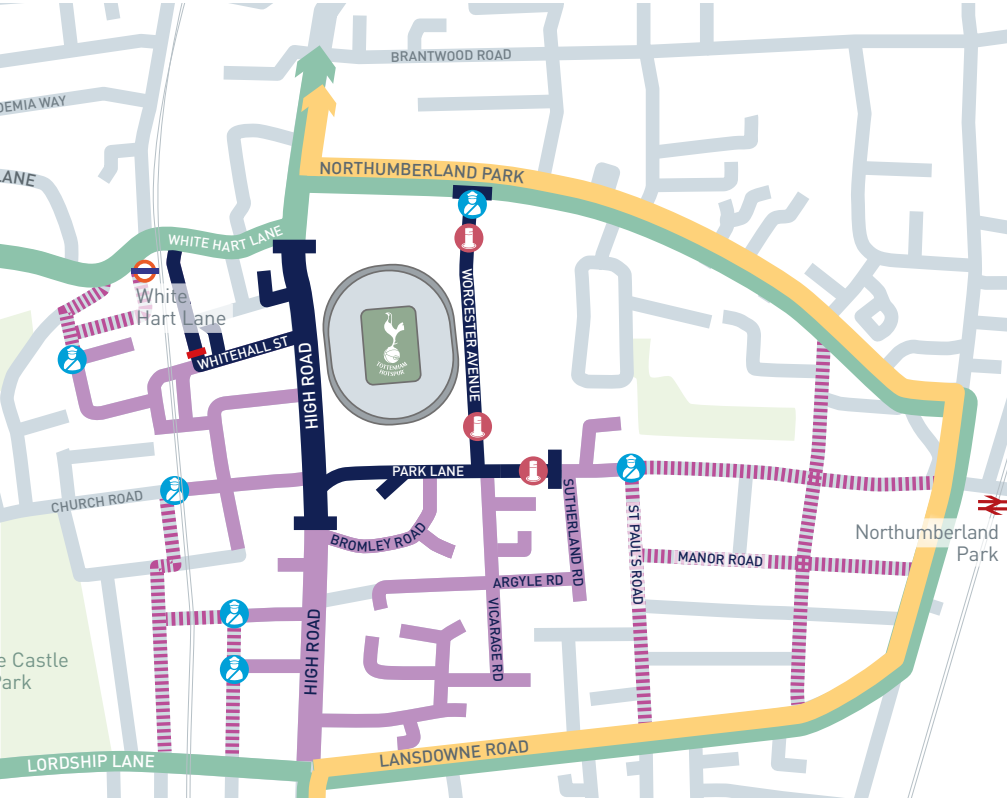 BRANTWOOD ROAD
DEMIA WAY
LANE
NORTHUMBERLAND PARK
WHITE HART LANE
White
Hart Lane
WHITEHALL ST
HIGH ROAD
TOTTENHAM
HOTSPUR
WORCESTER AVENUE
PARK LANE
CHURCH ROAD
BROMLEY ROAD
SUTHERLAND RD
ST PAUL'S ROAD
MANOR ROAD
Northumberland
Park
ARGYLE RD
VICARAGE RD
HIGH ROAD
e Castle
Park
LORDSHIP LANE
LANSDOWNE ROAD